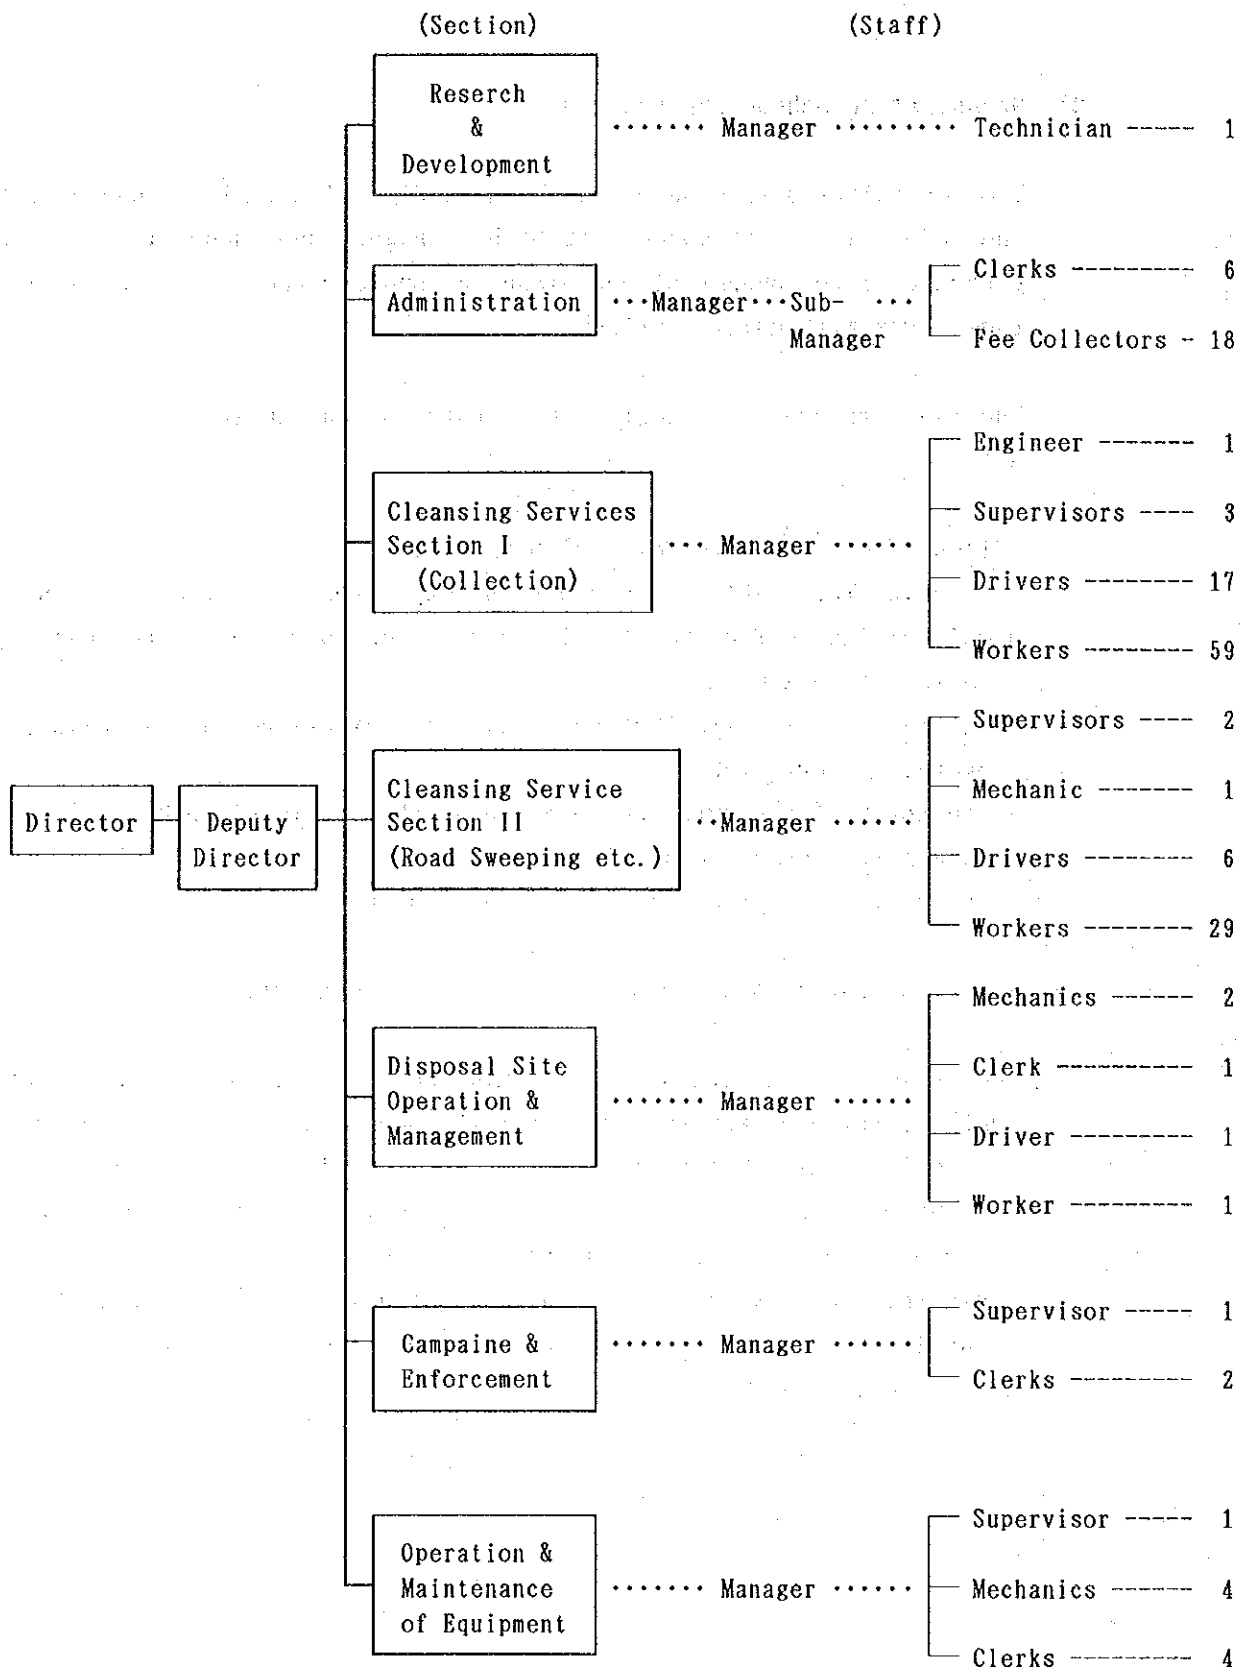 (Section) (Staff)
Reserch
&
Development
······· Manager ········· Technician ----- 1
Administration ···Manager···Sub-
Manager ···
Clerks -------- 6
Fee Collectors - 18
Cleansing Services
Section I
(Collection)
··· Manager ······
Engineer ------- 1
Supervisors ---- 3
Drivers -------- 17
Workers -------- 59
Director
Deputy
Director
Cleansing Service
Section II
(Road Sweeping etc.)
··Manager ······
Supervisors ---- 2
Mechanic ------- 1
Drivers -------- 6
Workers -------- 29
Disposal Site
Operation &
Management
······· Manager ······
Mechanics ------ 2
Clerk ---------- 1
Driver --------- 1
Worker --------- 1
Campaine &
Enforcement
······· Manager ······
Supervisor ----- 1
Clerks --------- 2
Operation &
Maintenance
of Equipment
······· Manager ······
Supervisor ----- 1
Mechanics ------ 4
Clerks --------- 4